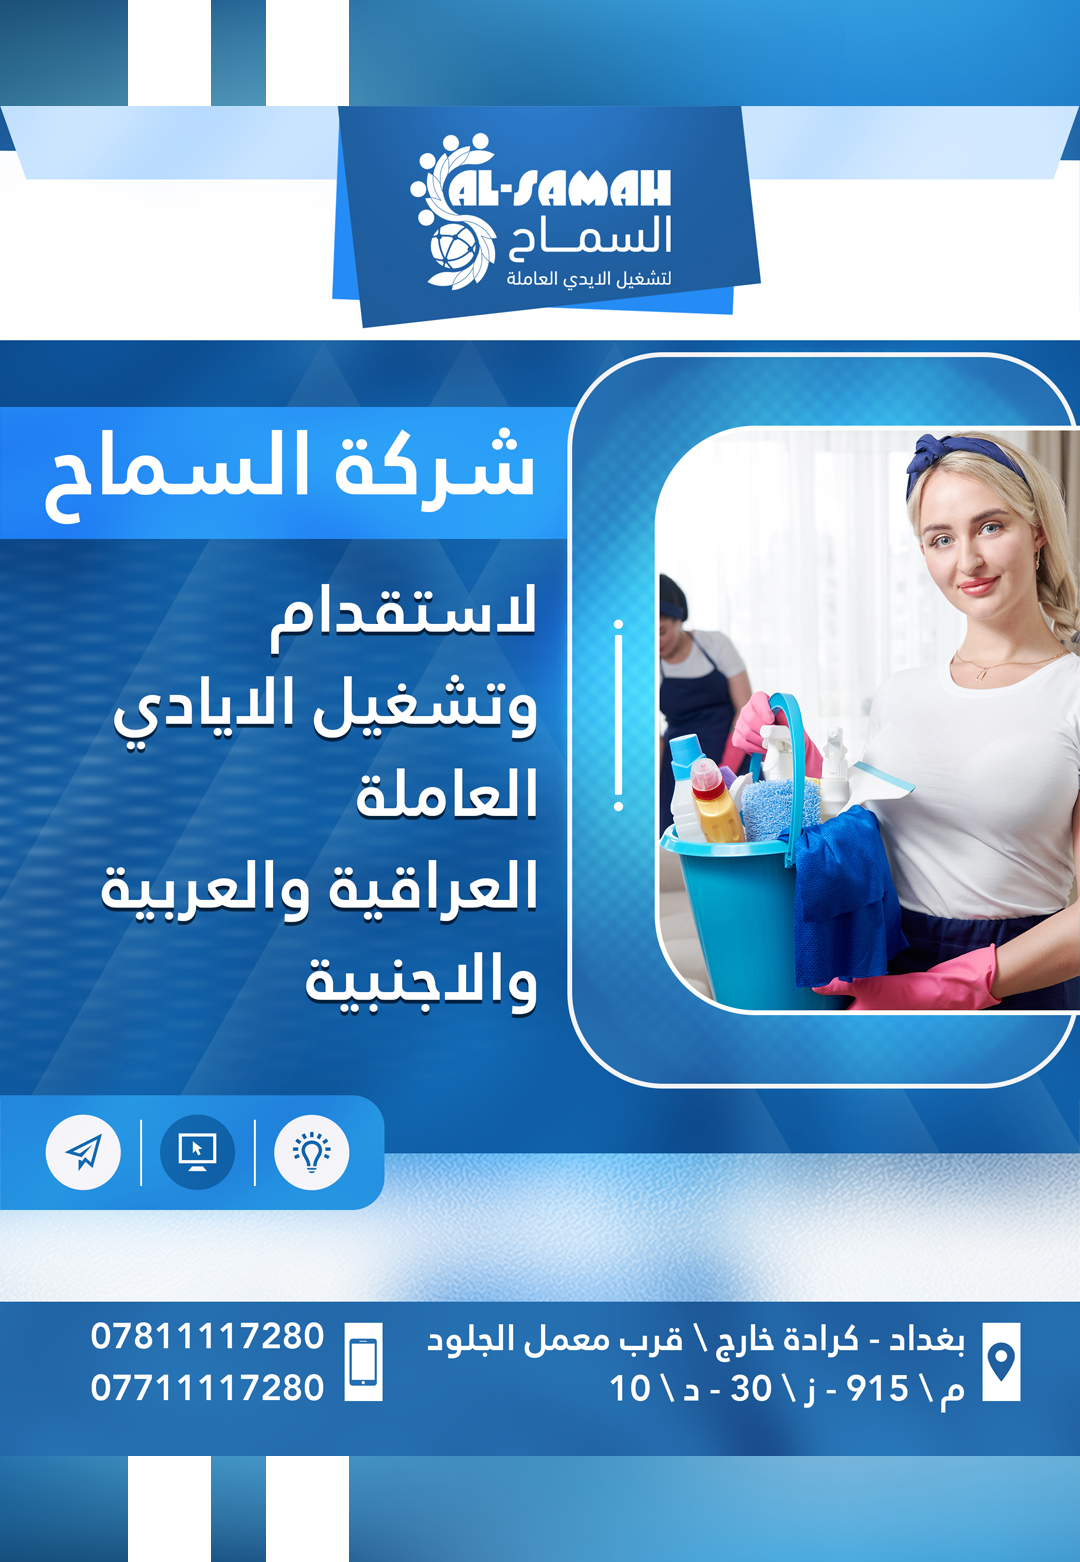 AL-SAMAH
السماح
لتشغيل الايدي العاملة
شركة السماح
لاستقدام
وتشغيل الايادي
العاملة
العراقية والعربية
والاجنبية
بغداد - كرادة خارج \ قرب معمل الجلود
م \ 915 - ز \ 30 - د \ 10
07811117280
07711117280